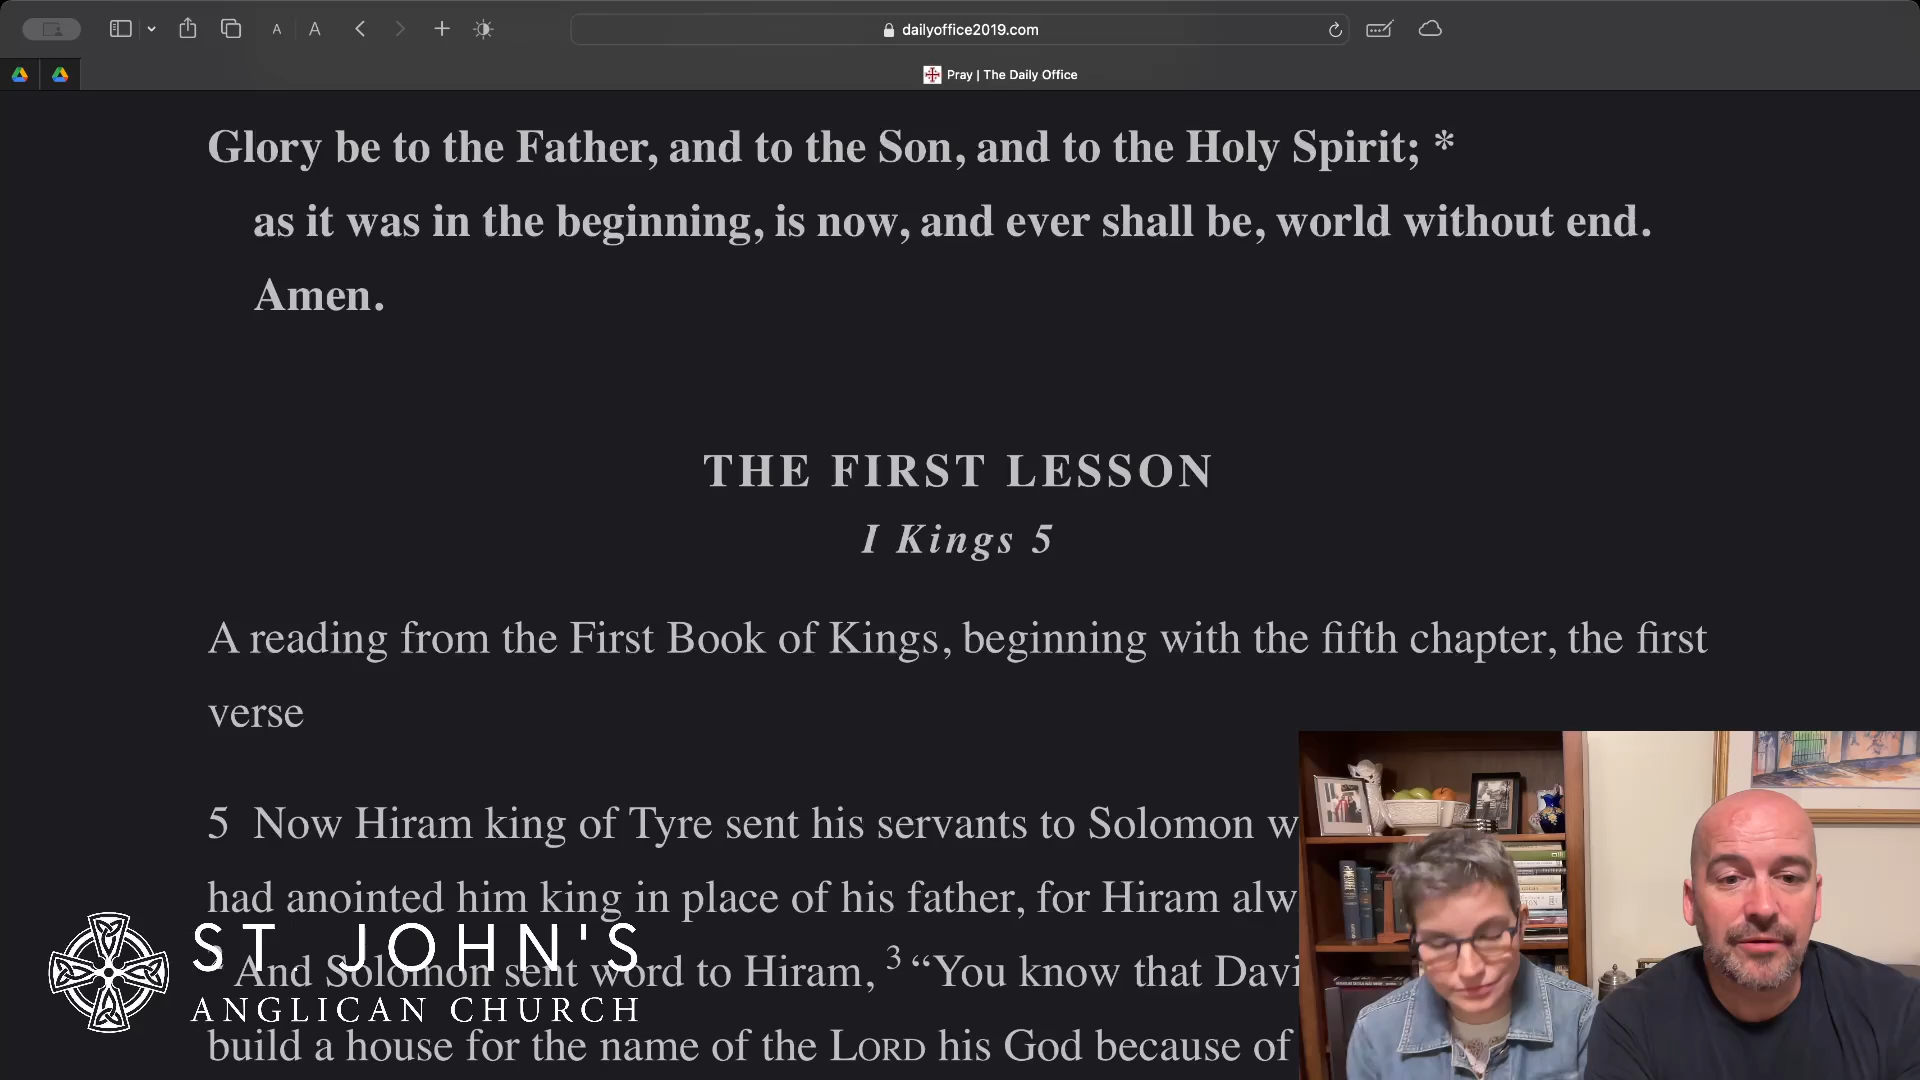 A A
dailyoffice2019.com
Pray | The Daily Office
Glory be to the Father, and to the Son, and to the Holy Spirit; *
as it was in the beginning, is now, and ever shall be, world without end.
Amen.
THE FIRST LESSON
I Kings 5
A reading from the First Book of Kings, beginning with the fifth chapter, the first
verse
5 Now Hiram king of Tyre sent his servants to Solomon w
had anointed him king in place of his father, for Hiram alw
And Solomon sent word to Hiram, 3 “You know that Davi
build a house for the name of the LORD his God because of
ST. JOHN'S
ANGLICAN CHURCH